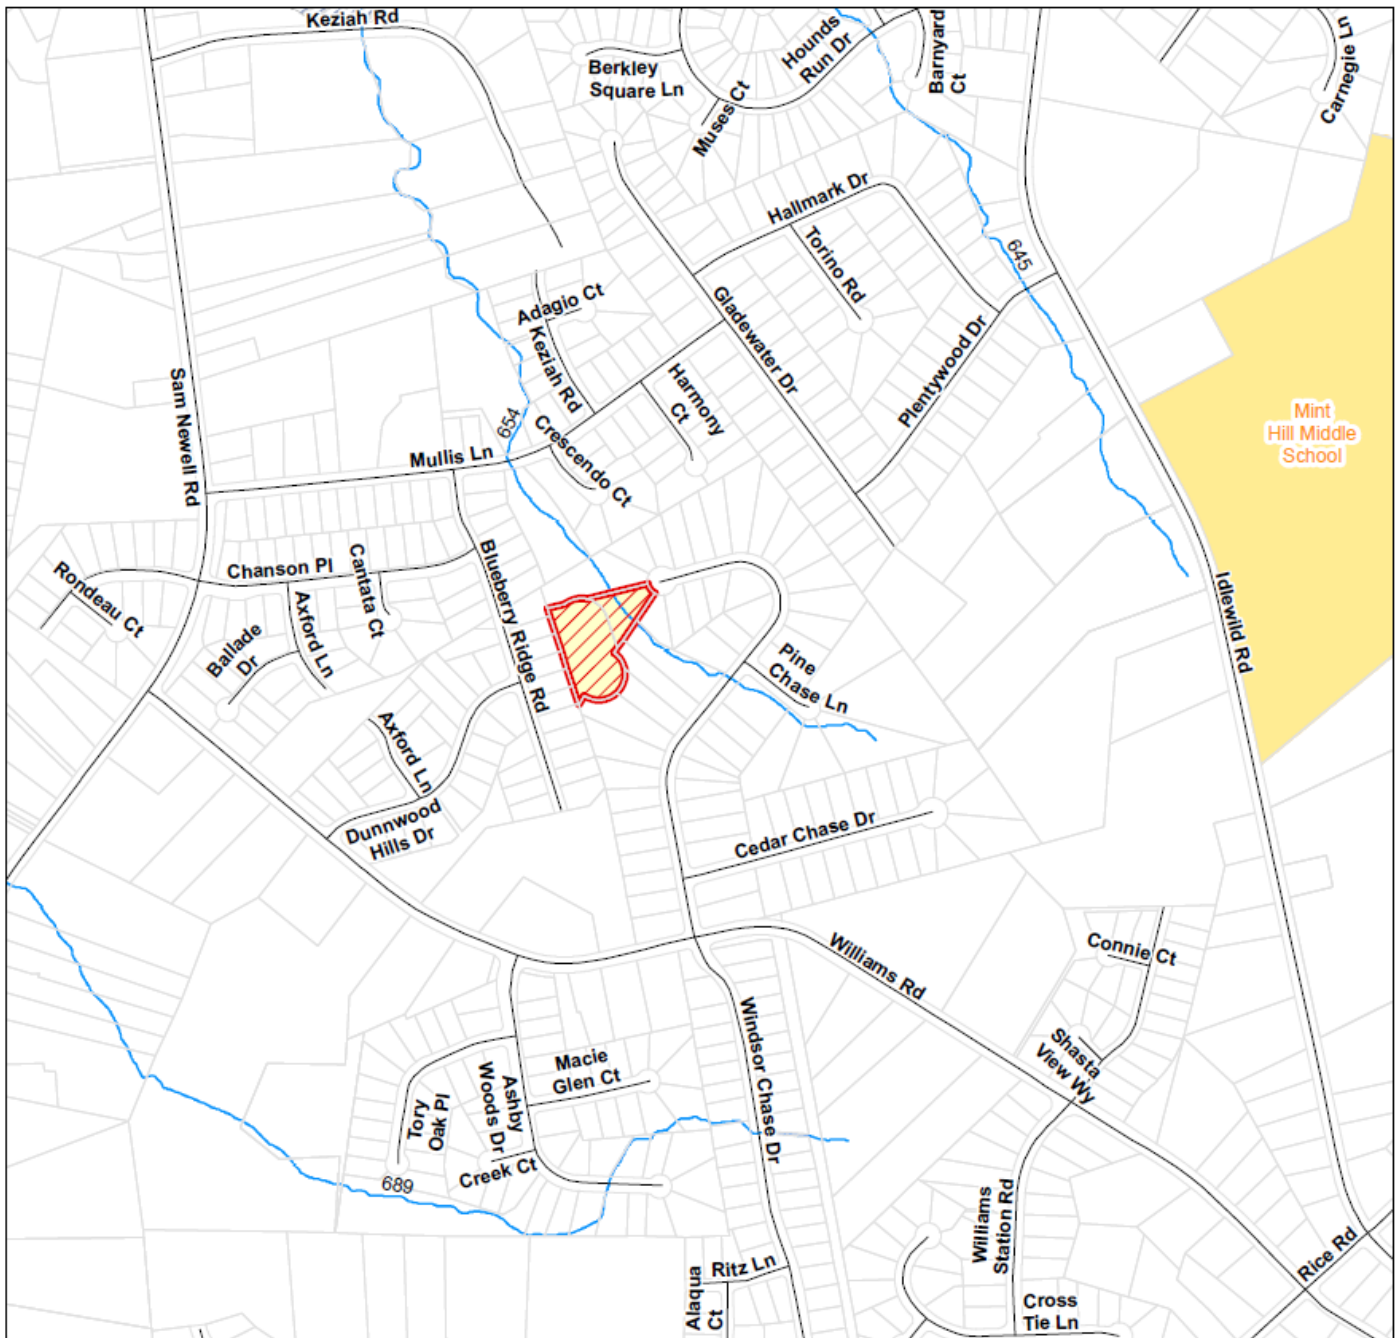 Keziah Rd
Berkley
Square Ln
Muses Ct
Hounds
Run Dr
Barnyard
Ct
Carnegie Ln
Hallmark Dr
Torino Rd
645
Adagio Ct
Keziah Rd
Gladewater Dr
Plentywood Dr
Harmony
Ct
Sam Newell Rd
654
Crescendo Ct
Mullis Ln
Mint
Hill Middle
School
Rondeau Ct
Chanson Pl
Cantata Ct
Axford Ln
Ballade
Dr
Blueberry Ridge Rd
Idlewild Rd
Pine
Chase Ln
Axford Ln
Dunnwood
Hills Dr
Cedar Chase Dr
Williams Rd
Connie Ct
Shasta
View Wy
Windsor Chase Dr
Macie
Glen Ct
Ashby
Woods Dr
Tory
Oak Pl
Creek Ct
689
Williams
Station Rd
Rice Rd
Ritz Ln
Alaqua
Ct
Cross
Tie Ln